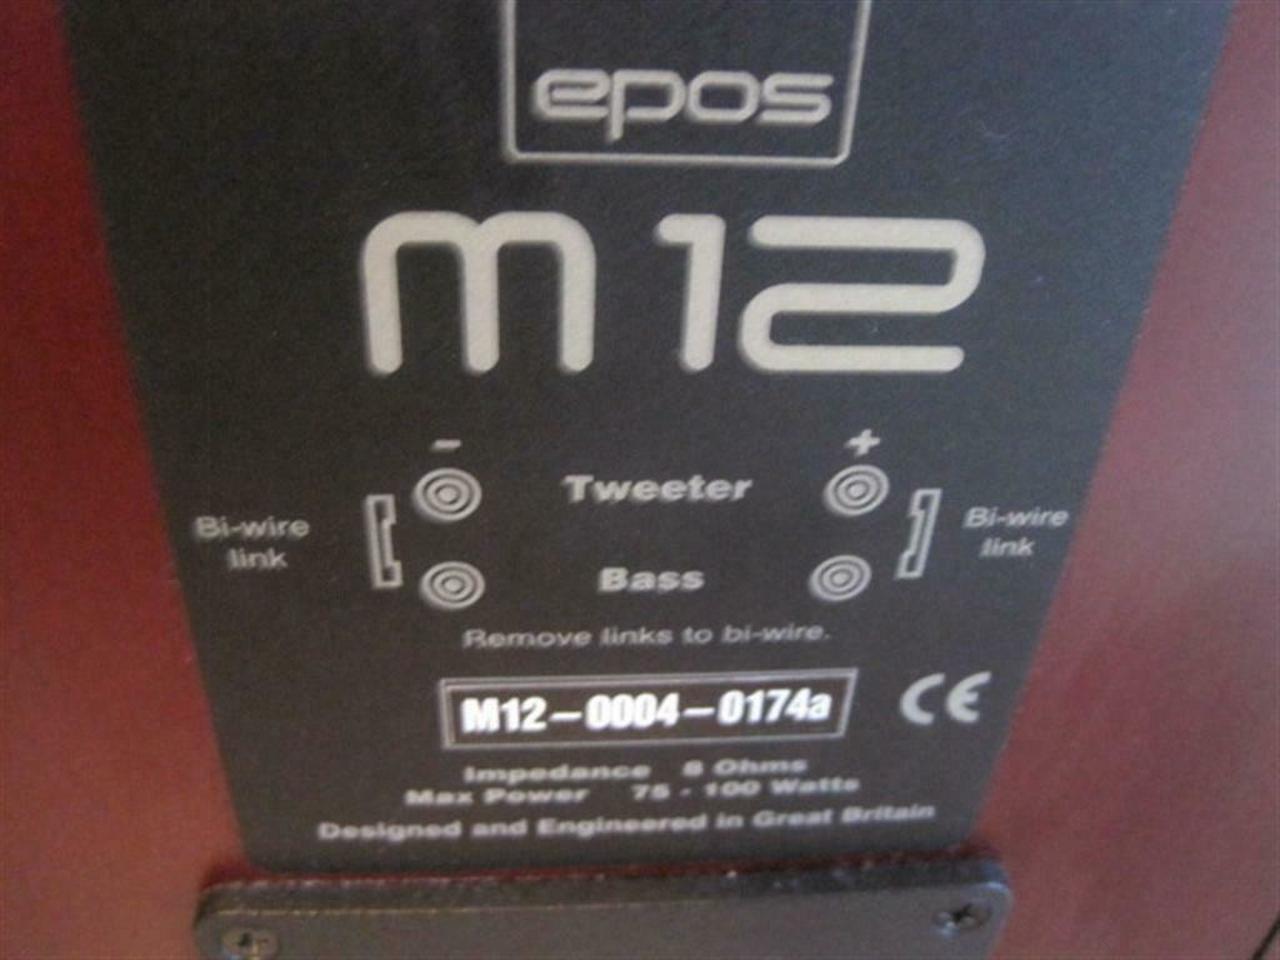 epos
m12
- +
Tweeter
Bi-wire link
Bi-wire link
Bass
Remove links to bi-wire.
M12-0004-0174a
CE
Impedance 8 Ohms
Max Power 75 - 100 Watts
Designed and Engineered in Great Britain